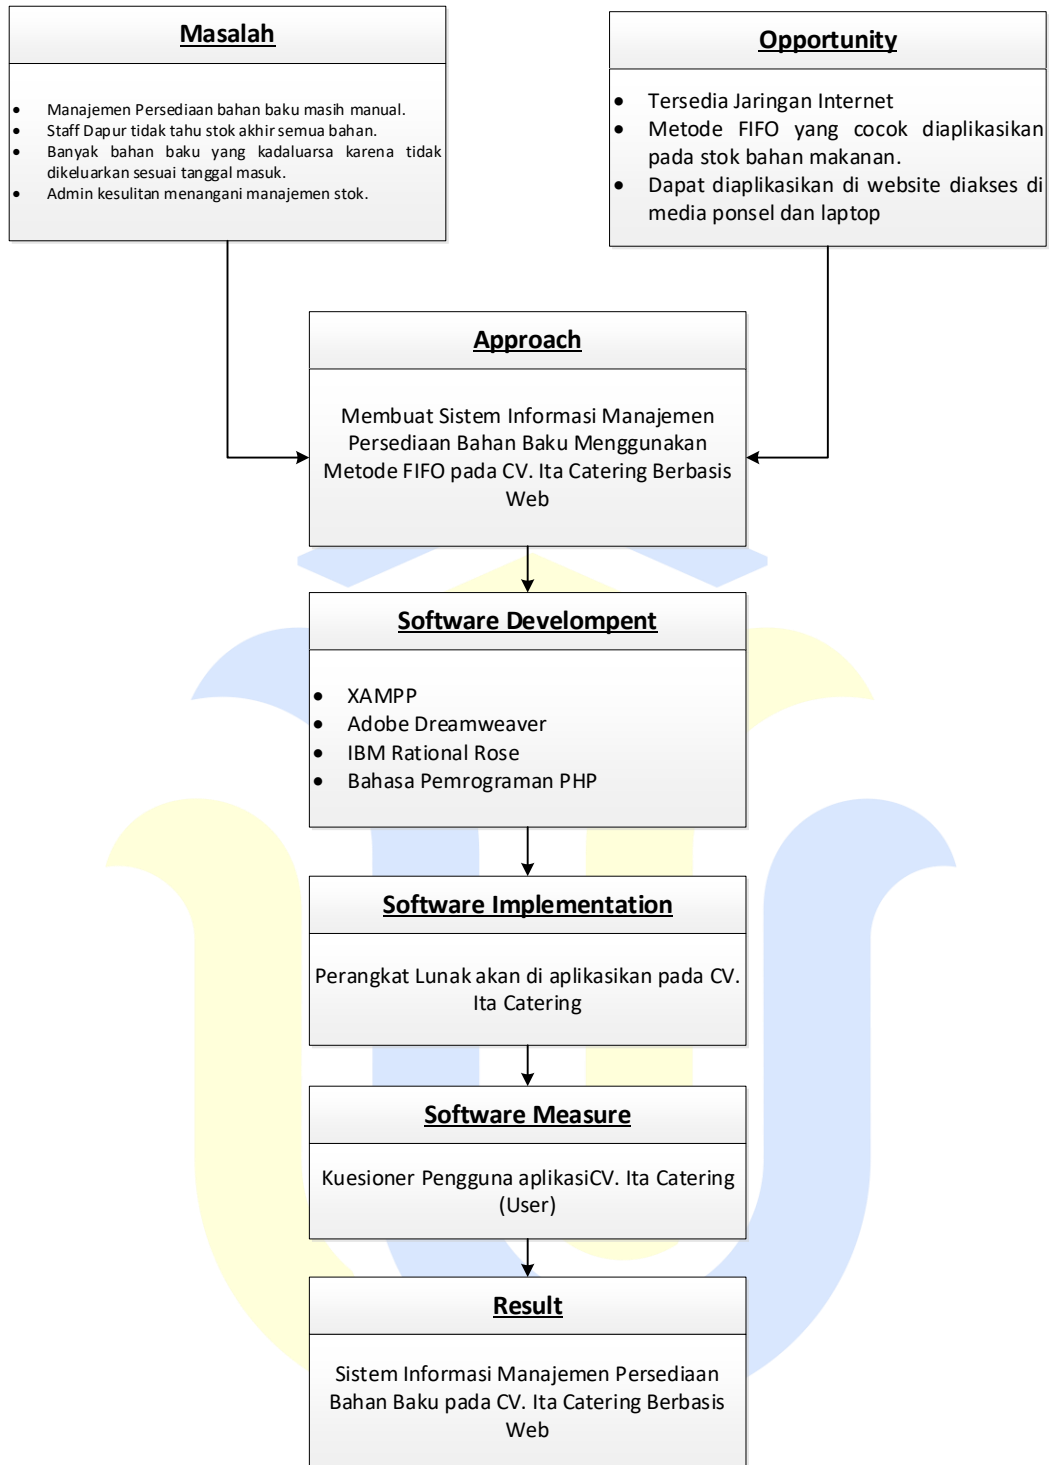 Masalah
• Manajemen Persediaan bahan baku masih manual.
• Staff Dapur tidak tahu stok akhir semua bahan.
• Banyak bahan baku yang kadaluarsa karena tidak
dikeluarkan sesuai tanggal masuk.
• Admin kesulitan menangani manajemen stok.
Opportunity
• Tersedia Jaringan Internet
• Metode FIFO yang cocok diaplikasikan
pada stok bahan makanan.
• Dapat diaplikasikan di website diakses di
media ponsel dan laptop
Approach
Membuat Sistem Informasi Manajemen
Persediaan Bahan Baku Menggunakan
Metode FIFO pada CV. Ita Catering Berbasis
Web
Software Develompent
• XAMPP
• Adobe Dreamweaver
• IBM Rational Rose
• Bahasa Pemrograman PHP
Software Implementation
Perangkat Lunak akan di aplikasikan pada CV.
Ita Catering
Software Measure
Kuesioner Pengguna aplikasiCV. Ita Catering
(User)
Result
Sistem Informasi Manajemen Persediaan
Bahan Baku pada CV. Ita Catering Berbasis
Web